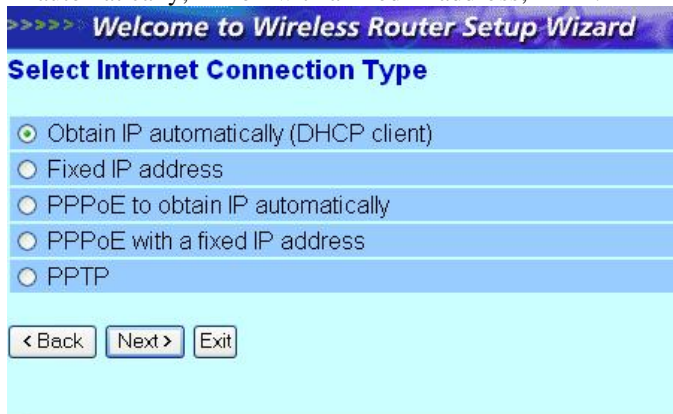 >>>>> Welcome to Wireless Router Setup Wizard
Select Internet Connection Type
Obtain IP automatically (DHCP client)
Fixed IP address
PPPoE to obtain IP automatically
PPPoE with a fixed IP address
PPTP
< Back Next > Exit